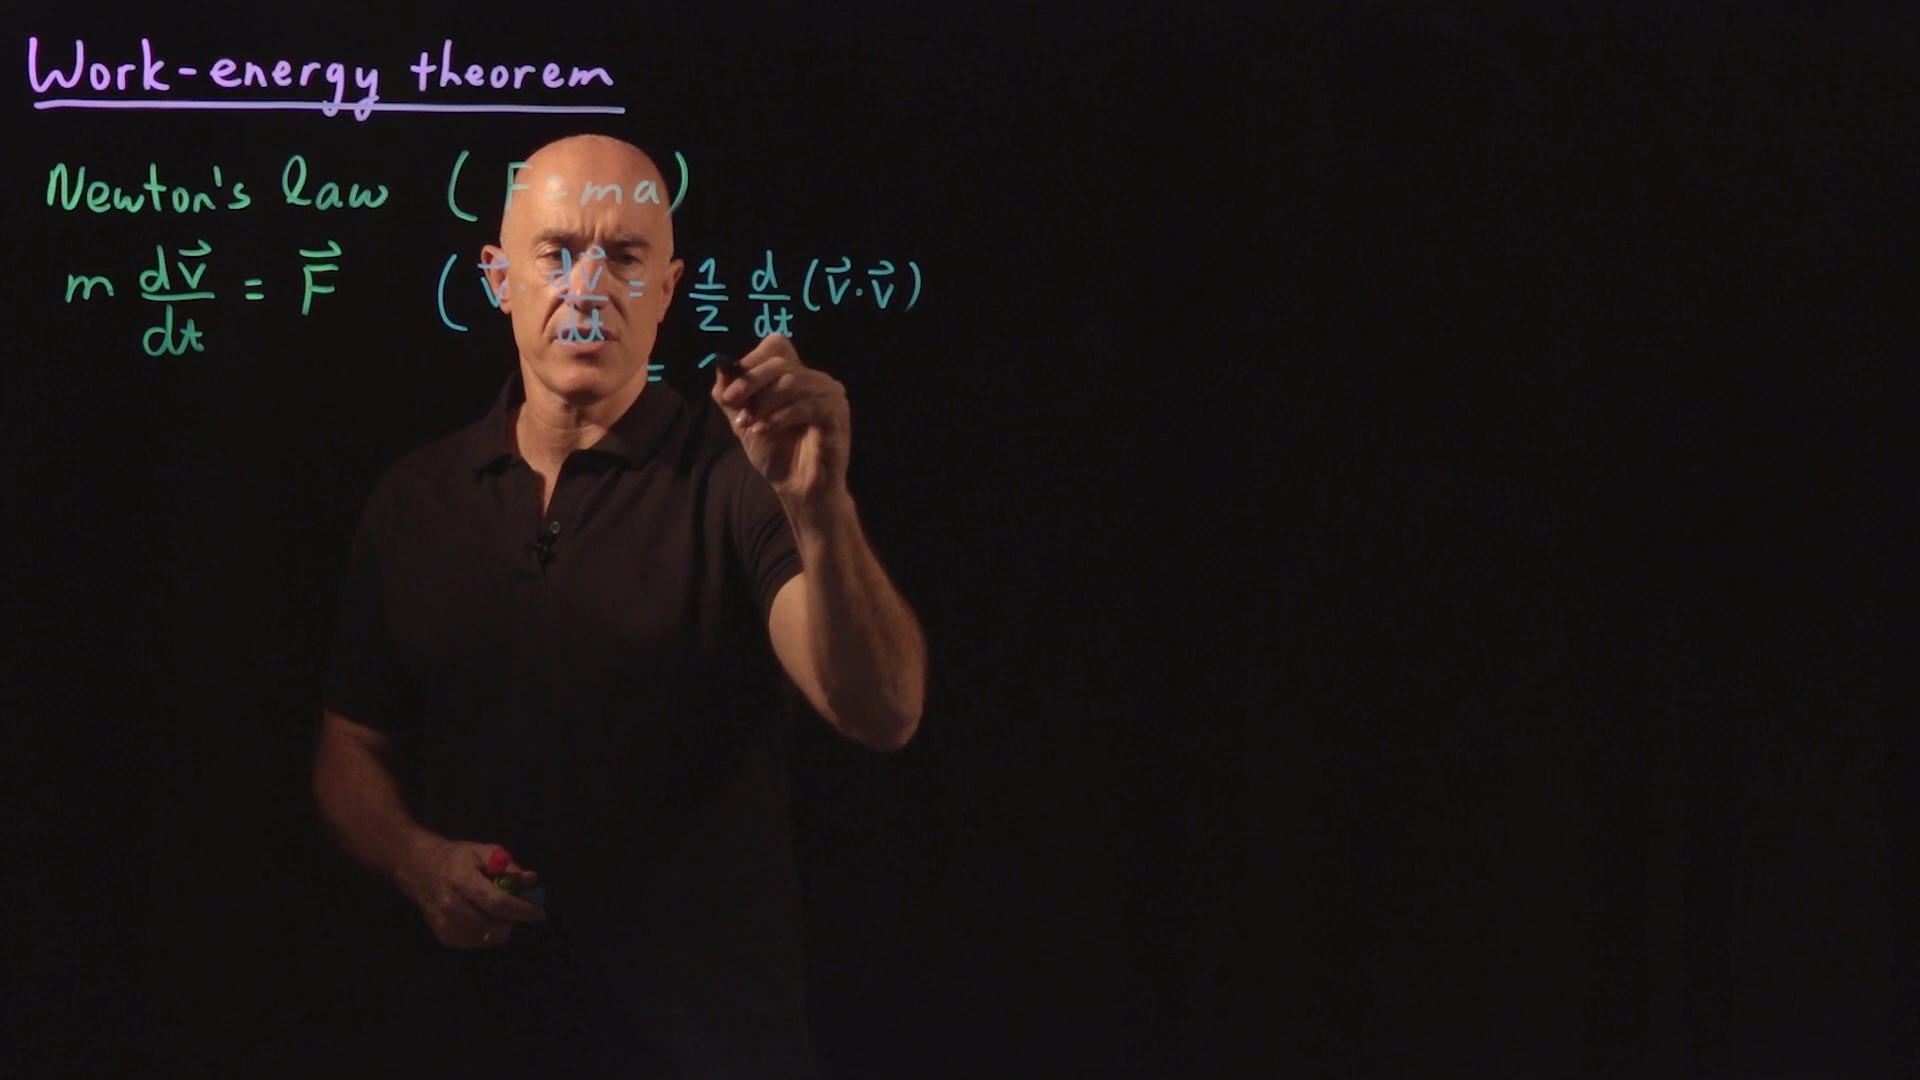 Work-energy theorem
Newton's law (F = ma)
m dv⃗/dt = F⃗ (v⃗ · dv⃗/dt = 1/2 d/dt (v⃗ · v⃗)
=